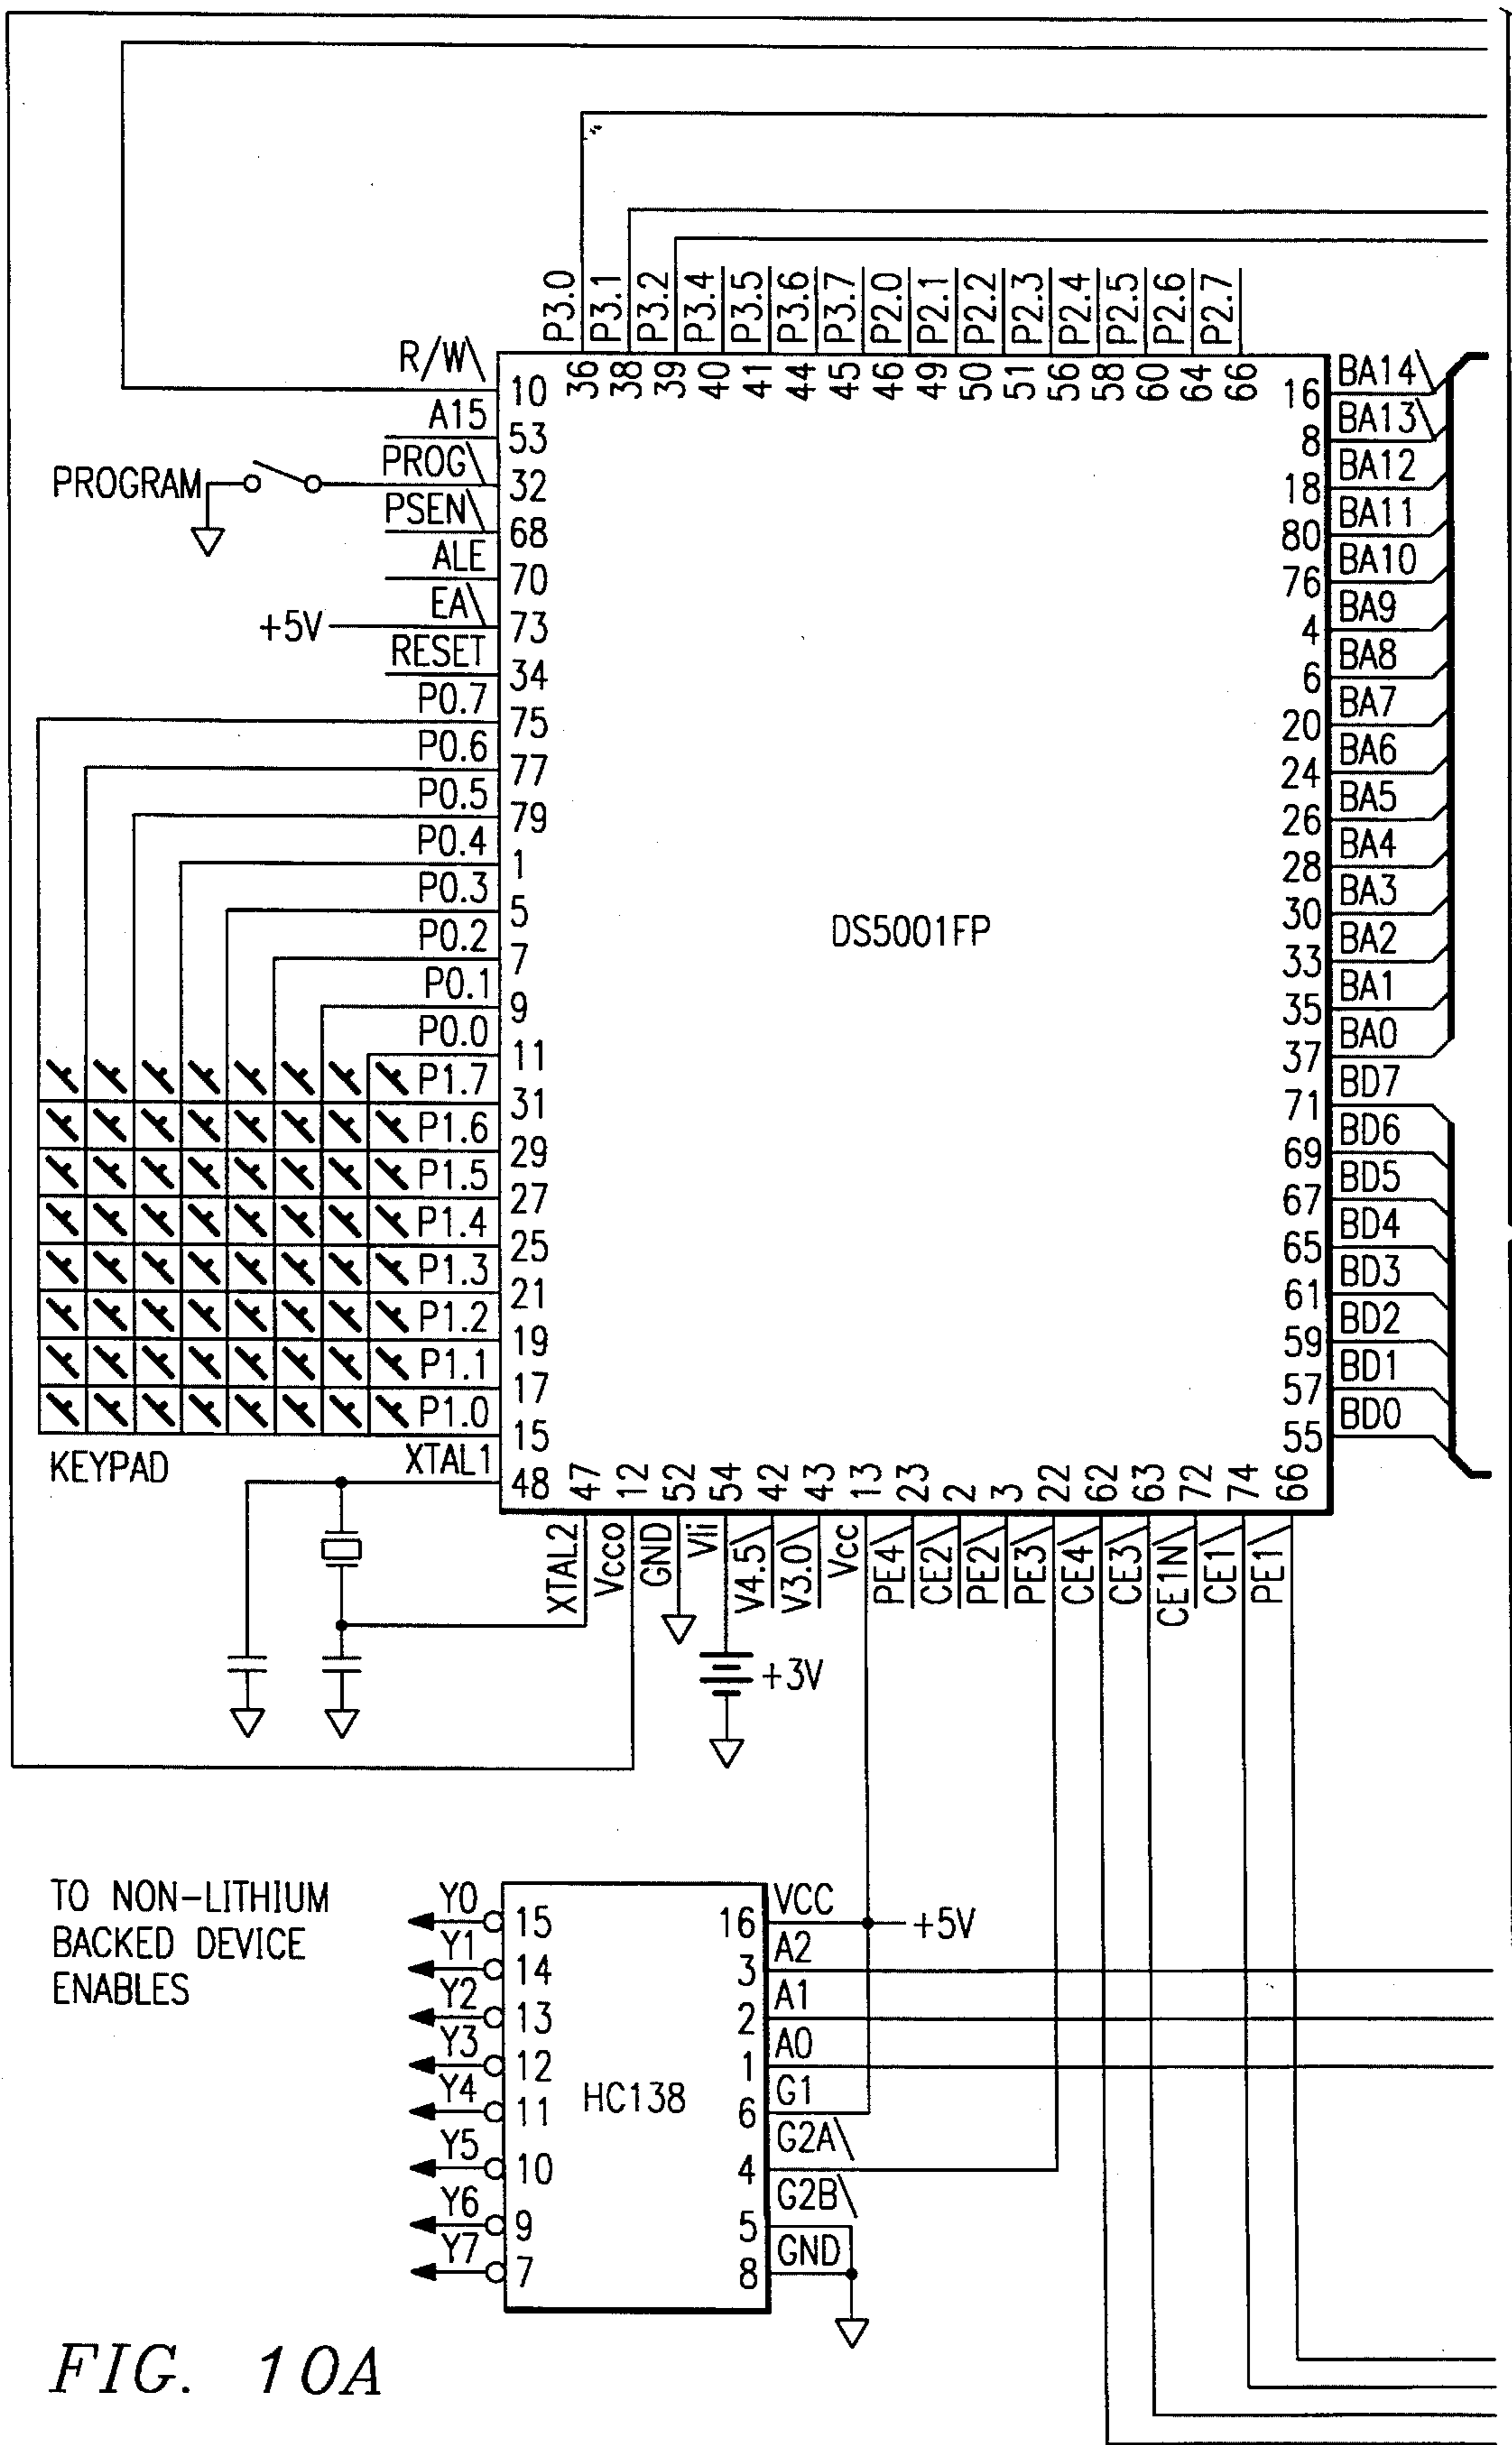 P3.0
P3.1
P3.2
P3.4
P3.5
P3.6
P3.7
P2.0
P2.1
P2.2
P2.3
P2.4
P2.5
P2.6
P2.7
36
38
39
40
41
44
45
46
49
50
51
56
58
60
64
66
R/W\
10
A15
53
PROGRAM
PROG\
32
PSEN\
68
ALE
70
+5V
EA\
73
RESET
34
P0.7
75
P0.6
77
P0.5
79
P0.4
1
P0.3
5
P0.2
7
P0.1
9
P0.0
11
P1.7
31
P1.6
29
P1.5
27
P1.4
25
P1.3
21
P1.2
19
P1.1
17
P1.0
15
KEYPAD
XTAL1
48
DS5001FP
16 BA14\
8 BA13\
18 BA12
80 BA11
76 BA10
4 BA9
6 BA8
20 BA7
24 BA6
26 BA5
28 BA4
30 BA3
33 BA2
35 BA1
37 BA0
71 BD7
69 BD6
67 BD5
65 BD4
61 BD3
59 BD2
57 BD1
55 BD0
47
12
52
54
42
43
13
23
2
3
22
62
63
72
74
66
XTAL2
Vcco
GND
Vli
V4.5\
V3.0\
Vcc
PE4\
CE2\
PE2\
PE3\
CE4\
CE3\
CE1N\
CE1\
PE1\
+3V
TO NON-LITHIUM
BACKED DEVICE
ENABLES
Y0 15
Y1 14
Y2 13
Y3 12
Y4 11
Y5 10
Y6 9
Y7 7
HC138
16 VCC
+5V
3 A2
2 A1
1 A0
6 G1
4 G2A\
5 G2B\
8 GND
FIG. 10A